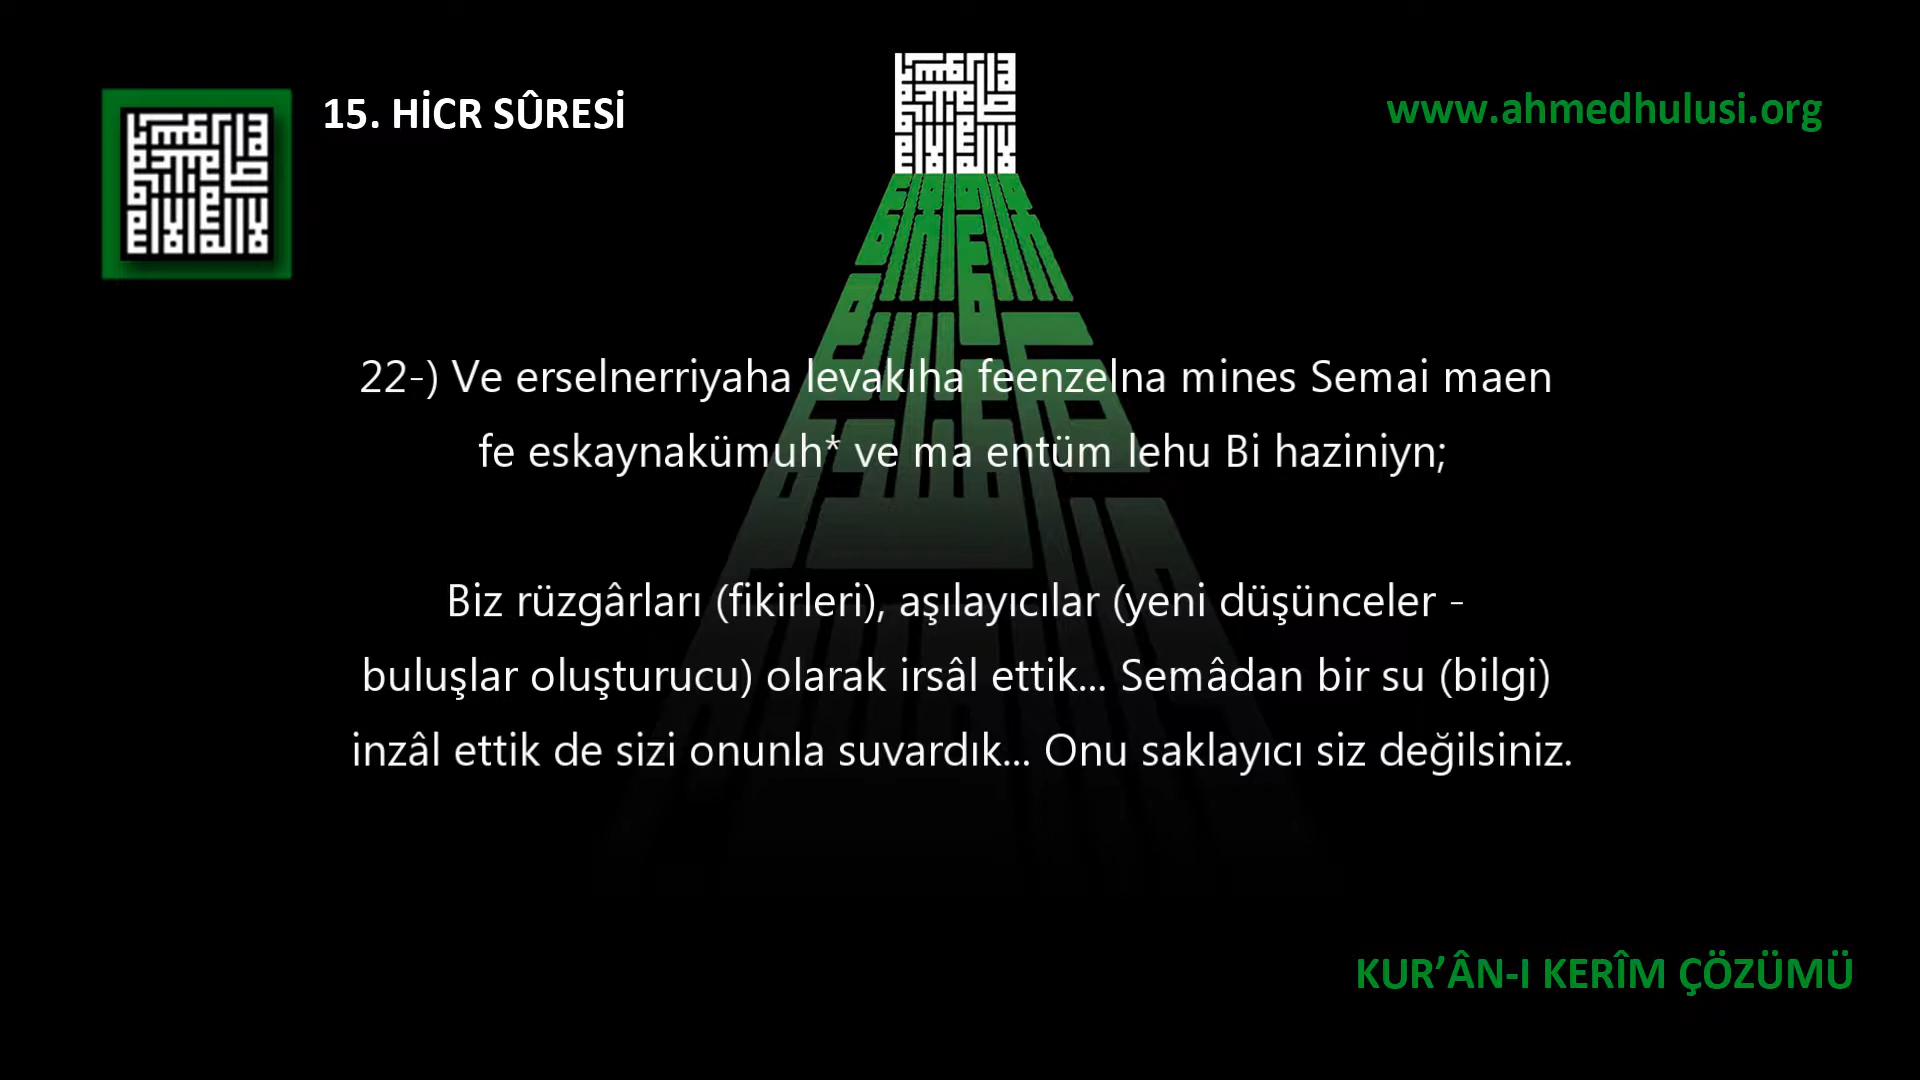 15. HİCR SÛRESİ
www.ahmedhulusi.org
22-) Ve erselnerriyaha levakıha feenzelna mines Semai maen
fe eskaynakümuh* ve ma entüm lehu Bi haziniyn;
Biz rüzgârları (fikirleri), aşılayıcılar (yeni düşünceler -
buluşlar oluşturucu) olarak irsâl ettik... Semâdan bir su (bilgi)
inzâl ettik de sizi onunla suvardık... Onu saklayıcı siz değilsiniz.
KUR’ÂN-I KERÎM ÇÖZÜMÜ